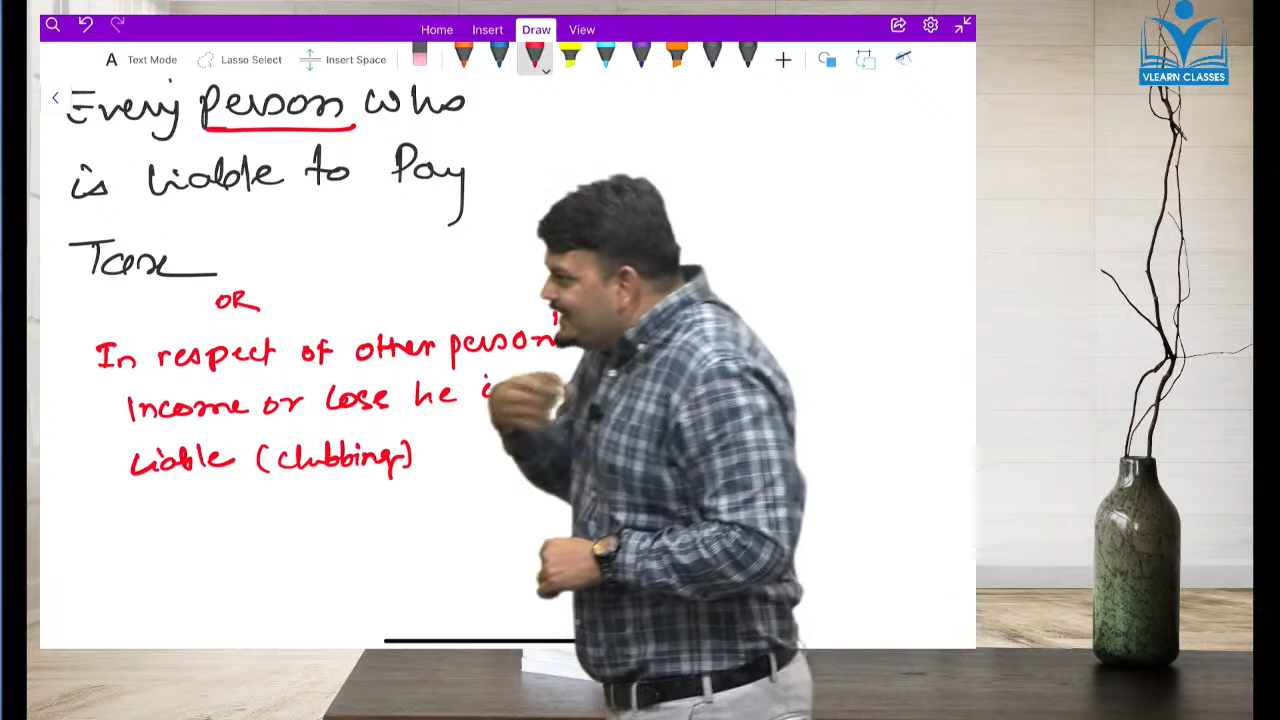 Home Insert Draw View
Text Mode Lasso Select Insert Space
VLEARN CLASSES
Every person who
is liable to Pay
Tax
OR
In respect of other person
Income or Loss he
liable (clubbing)